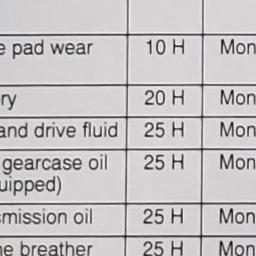 e pad wear 10 H Mon
ry 20 H Mon
and drive fluid 25 H Mon
gearcase oil 25 H Mon
uipped)
smission oil 25 H Mon
ne breather 25 H Mon